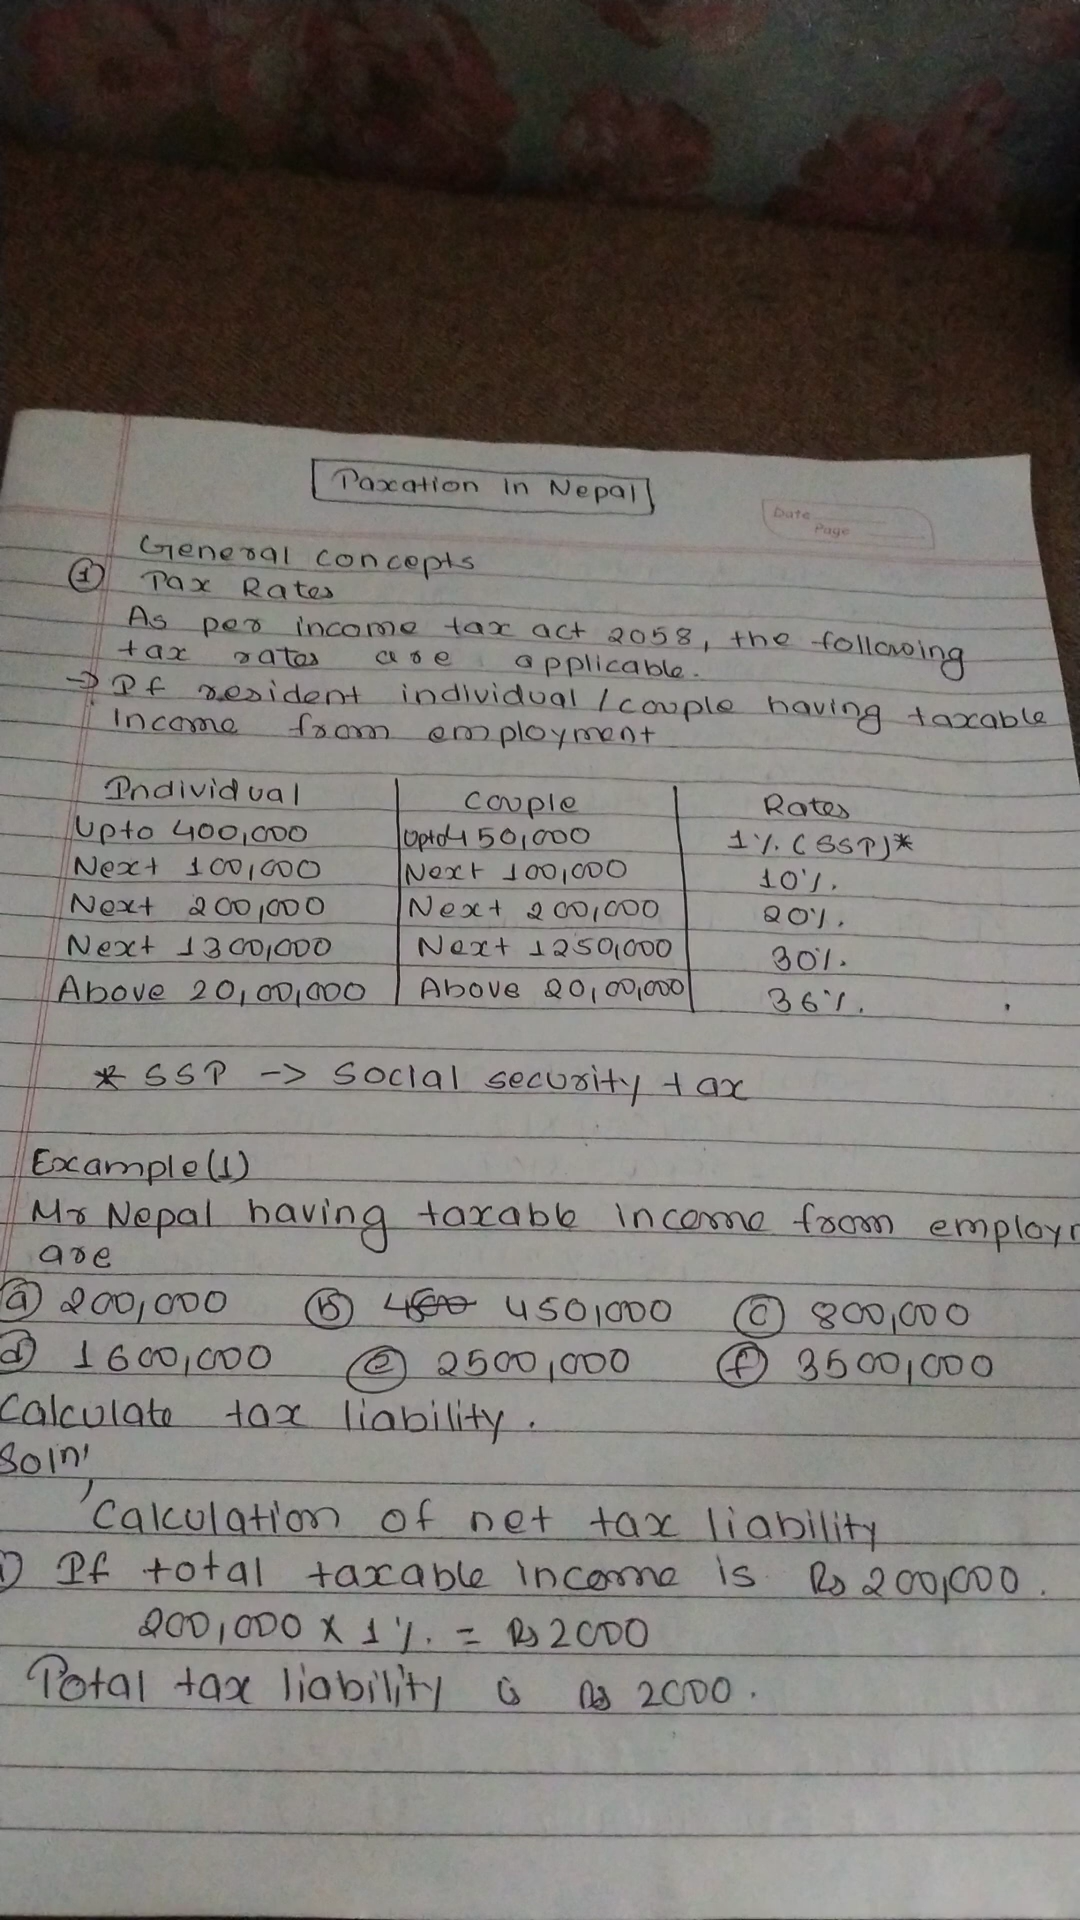 Taxation in Nepal
Date
Page
General concepts
① Tax Rates
As per income tax act 2058, the following
tax rates are applicable.
→ If resident individual / couple having taxable
income from employment
Individual Couple Rates
Upto 400,000 Upto 450,000 1% (SST)*
Next 100,000 Next 100,000 10%.
Next 200,000 Next 200,000 20%.
Next 1300,000 Next 1250,000 30%.
Above 20,00,000 Above 20,00,000 36%.
* SST -> Social security tax
Example (1)
Mr Nepal having taxable income from employm
are
ⓐ 200,000 ⓑ 450,000 ⓒ 800,000
ⓓ 1600,000 ⓔ 2500,000 ⓕ 3500,000
Calculate tax liability.
Soln,
Calculation of net tax liability
i) If total taxable income is Rs 200,000.
200,000 X 1%. = Rs 2000
Total tax liability is Rs 2000.